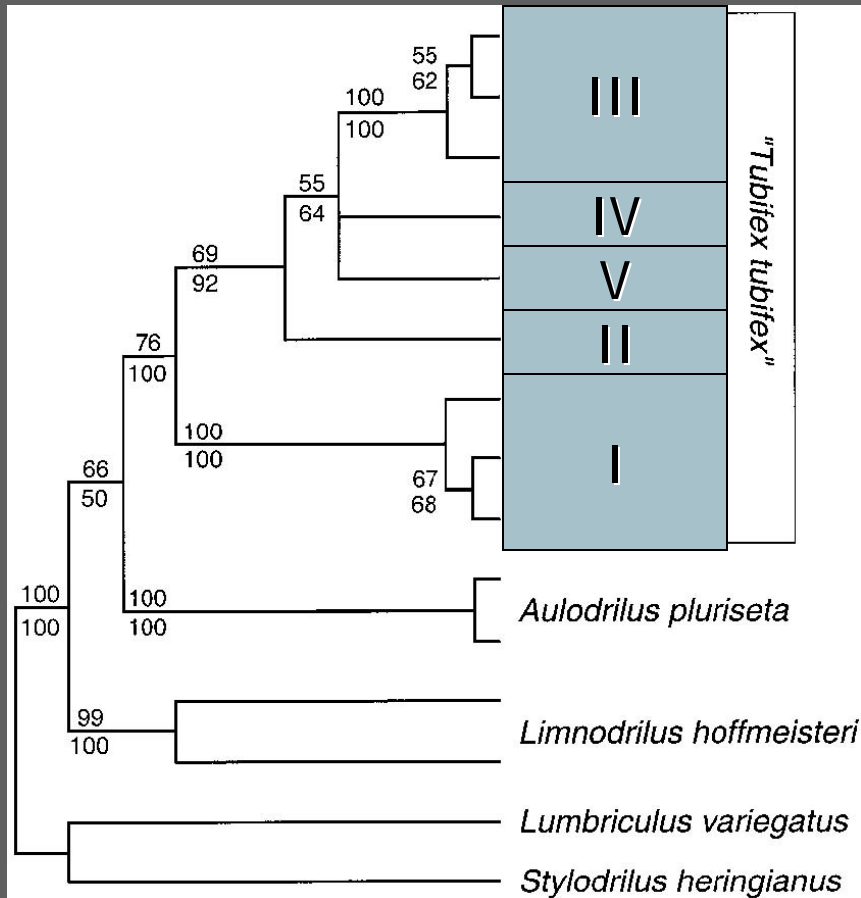 55
62
III
100
100
55
64
IV
"Tubifex tubifex"
69
92
V
76
100
II
100
100
I
66
50
67
68
100
100
100
100
Aulodrilus pluriseta
99
100
Limnodrilus hoffmeisteri
Lumbriculus variegatus
Stylodrilus heringianus